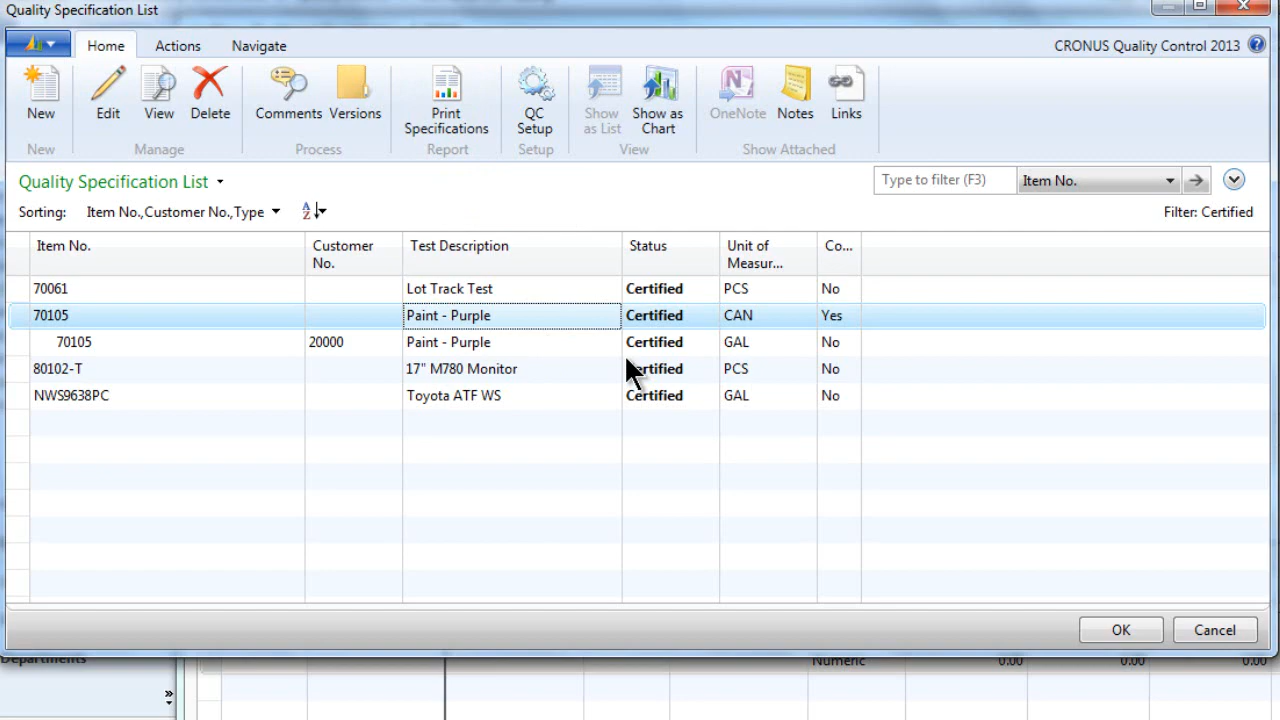 Quality Specification List
Home Actions Navigate CRONUS Quality Control 2013
New Edit View Delete Comments Versions Print Specifications QC Setup Show as List Show as Chart OneNote Notes Links
New Manage Process Report Setup View Show Attached
Quality Specification List Type to filter (F3) Item No.
Sorting: Item No.,Customer No.,Type A Z Filter: Certified
Item No. Customer No. Test Description Status Unit of Measur... Co...
70061 Lot Track Test Certified PCS No
70105 Paint - Purple Certified CAN Yes
70105 20000 Paint - Purple Certified GAL No
80102-T 17" M780 Monitor Certified PCS No
NWS9638PC Toyota ATF WS Certified GAL No
OK Cancel
Departments Numeric 0.00 0.00 0.00